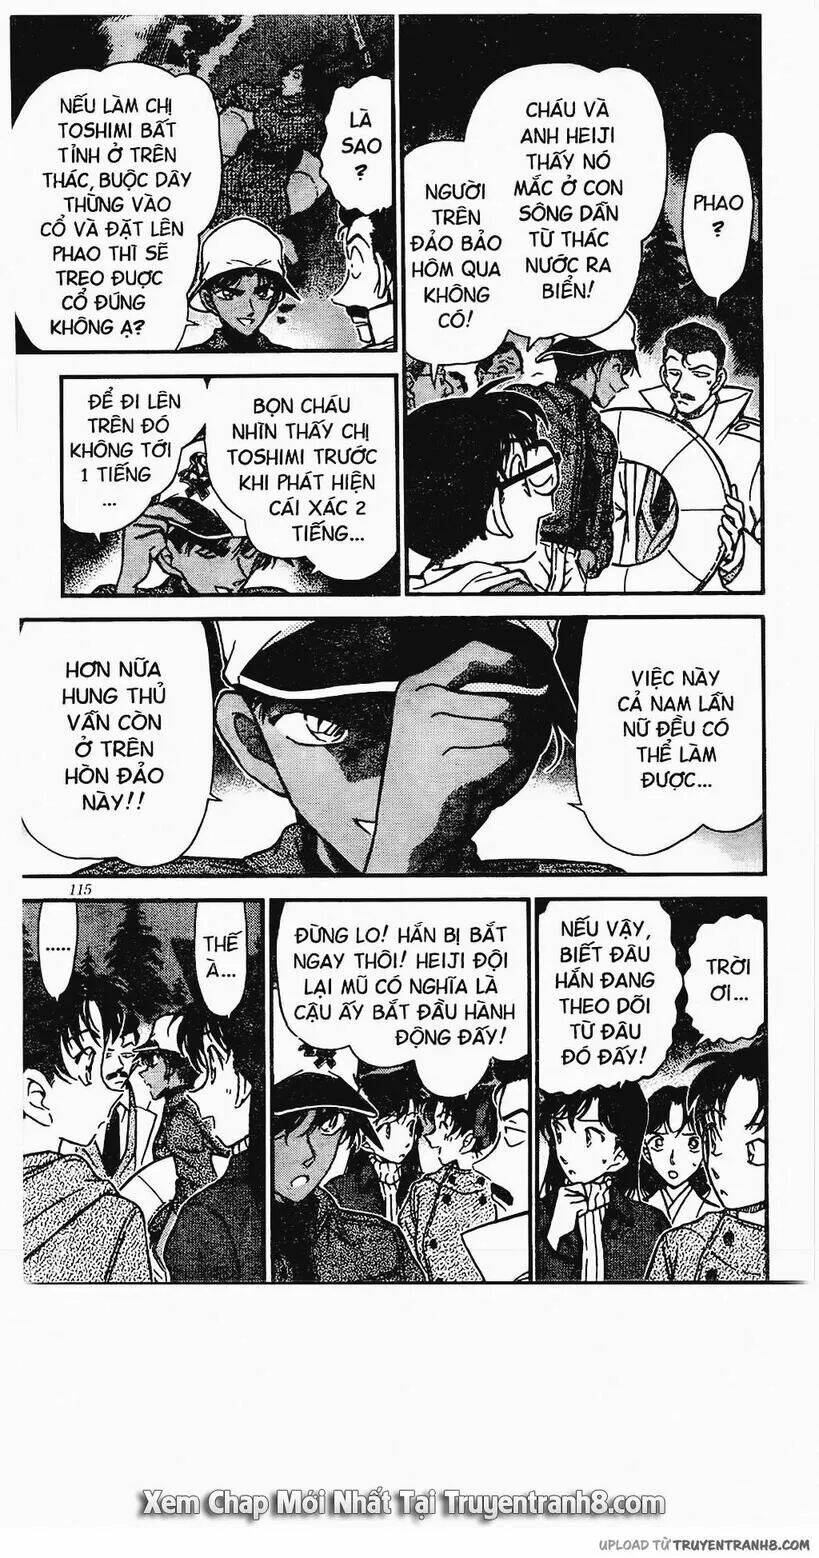 PHAO
?
CHÁU VÀ
ANH HEIJI
THẤY NÓ
MẮC Ở CON
SÔNG DẪN
TỪ THÁC
NƯỚC RA
BIỂN!
NGƯỜI
TRÊN
ĐẢO BẢO
HÔM QUA
KHÔNG
CÓ!
LÀ
SAO
?
NẾU LÀM CHỊ
TOSHIMI BẤT
TỈNH Ở TRÊN
THÁC, BUỘC DÂY
THỪNG VÀO
CỔ VÀ ĐẶT LÊN
PHAO THÌ SẼ
TREO ĐUỢC
CỔ ĐÚNG
KHÔNG Ạ?
BỌN CHÁU
NHÌN THẤY CHỊ
TOSHIMI TRƯỚC
KHI PHÁT HIỆN
CÁI XÁC 2
TIẾNG...
ĐỂ ĐI LÊN
TRÊN ĐÓ
KHÔNG TỚI
1 TIẾNG
...
VIỆC NÀY
CẢ NAM LẪN
NỮ ĐỀU CÓ
THỂ LÀM
ĐƯỢC...
HƠN NỮA
HUNG THỦ
VẪN CÒN
Ở TRÊN
HÒN ĐẢO
NÀY!!
115
TRỜI
ƠI...
NẾU VẬY,
BIẾT ĐÂU
HẮN ĐANG
THEO DÕI
TỪ ĐÂU
ĐÓ ĐẤY!
ĐỪNG LO! HẮN BỊ BẮT
NGAY THÔI! HEIJI ĐỘI
LẠI MŨ CÓ NGHĨA LÀ
CẬU ẤY BẮT ĐẦU HÀNH
ĐỘNG ĐẤY!
THẾ
À...
.....
Xem Chap Mới Nhất Tại Truyentranh8.com
UPLOAD TỪ TRUYENTRANH8.COM